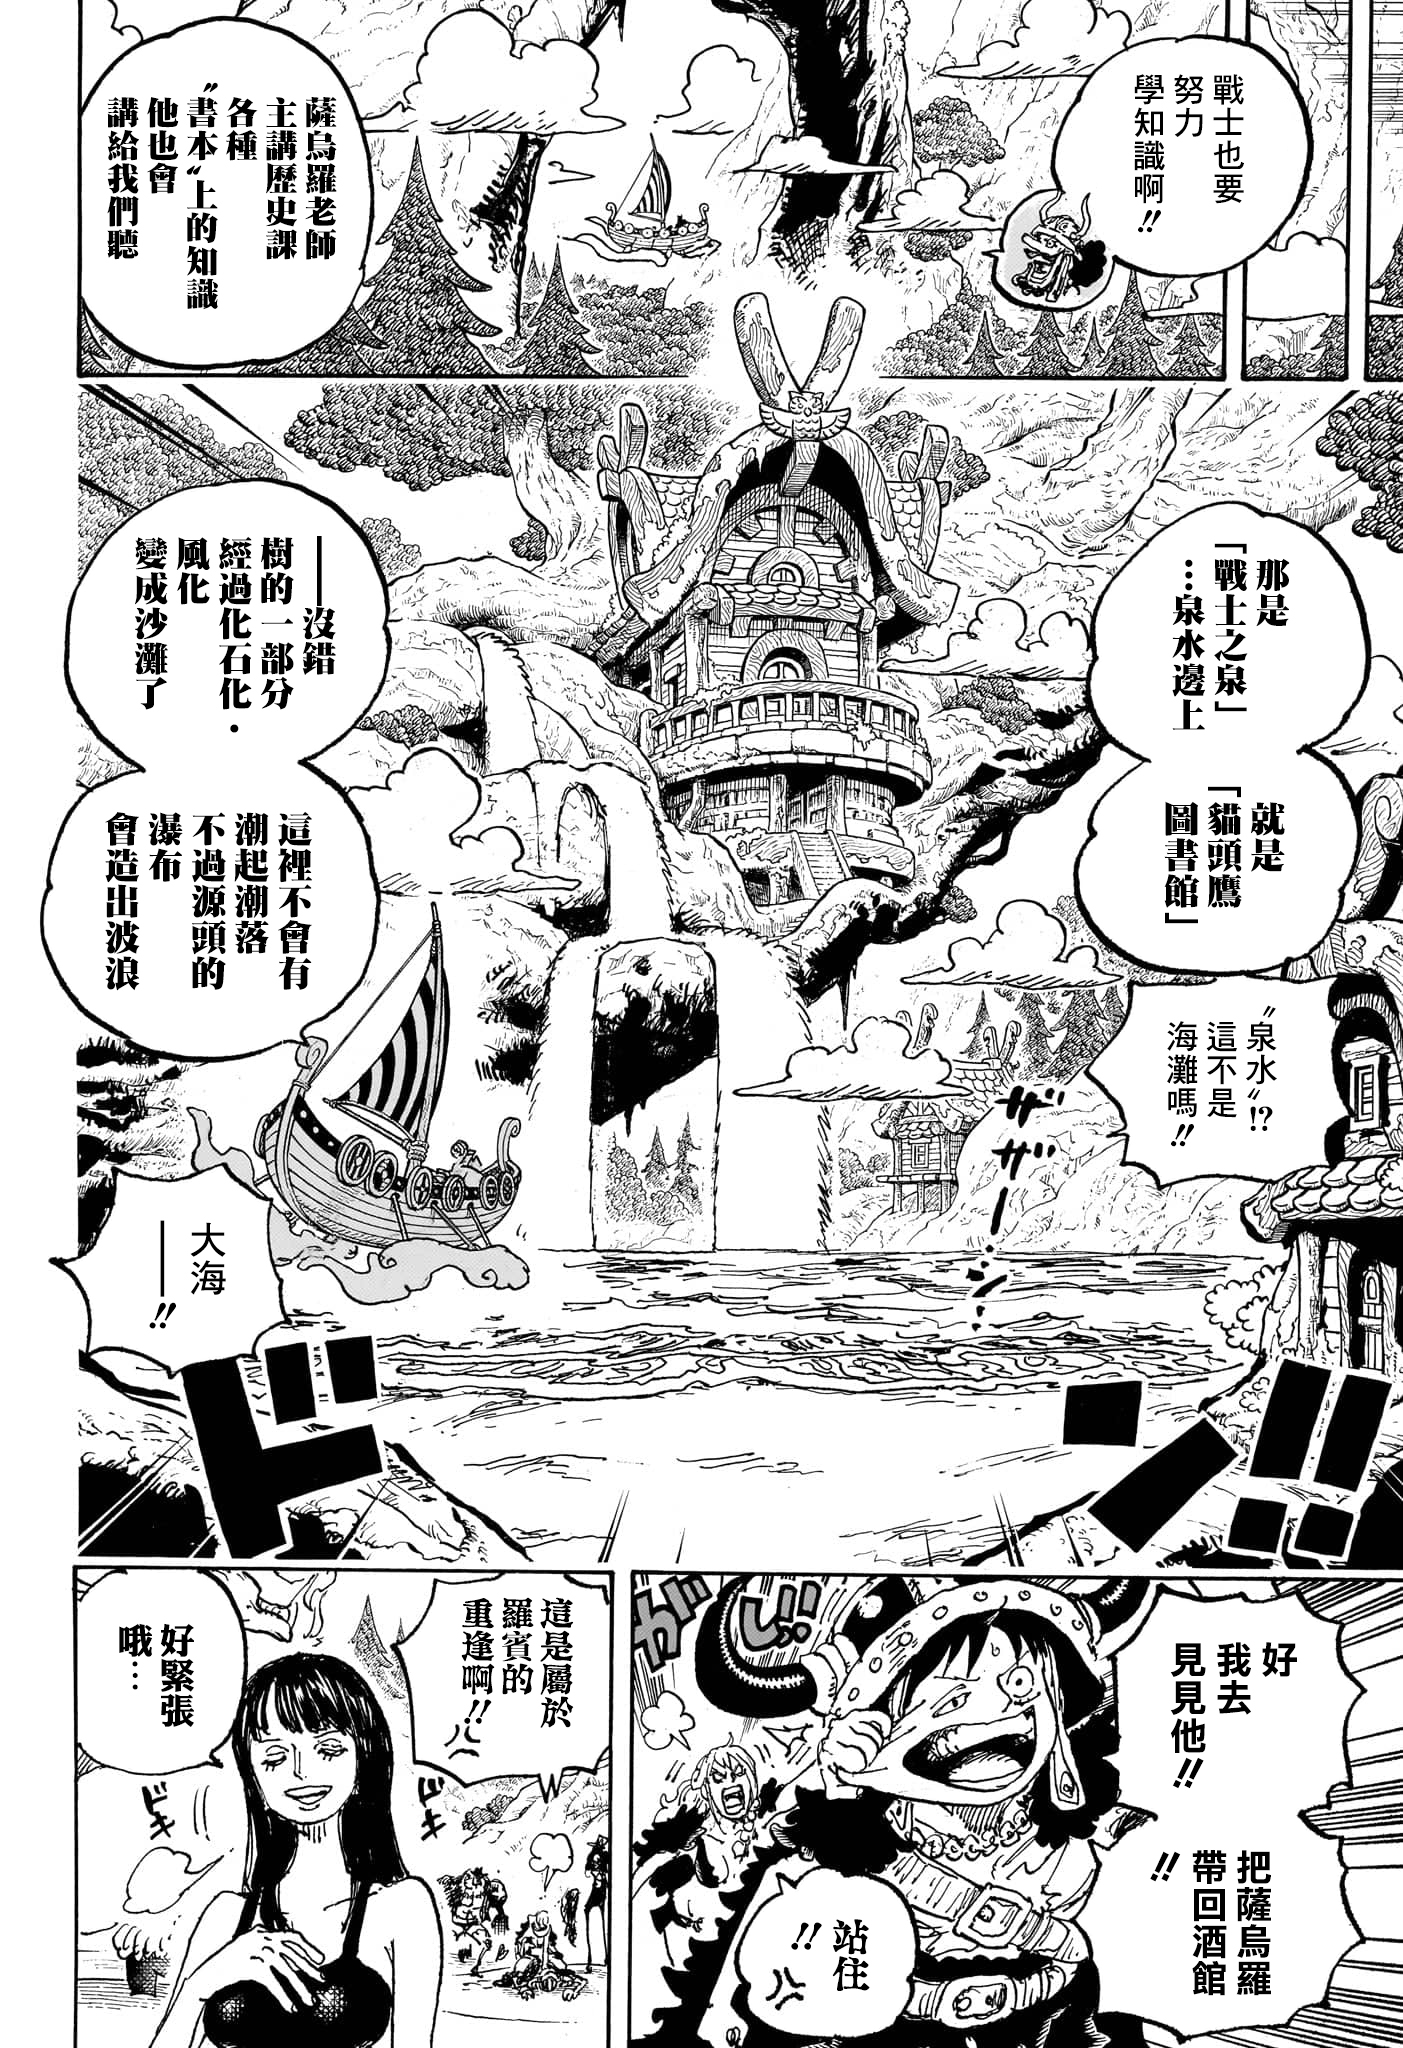 戰士也要
努力
學知識啊!!
薩烏羅老師
主講歷史課
各種
〝書本〞上的知識
他也會
講給我們聽
那是
「戰士之泉」
…泉水邊上
就是
「貓頭鷹
圖書館」
〝泉水〞!?
這不是
海灘嗎!!
——沒錯
樹的一部分
經過化石化・
風化
變成沙灘了
這裡不會有
潮起潮落
不過源頭的
瀑布
會造出波浪
大海
——!!
ザザー…
ドン!!
好
我去
見見他!!
把薩烏羅
帶回酒館
!!
がしっ!!
站住
!!
這是屬於
羅賓的
重逢啊!!
ドキ
ドキ
好緊張
哦…